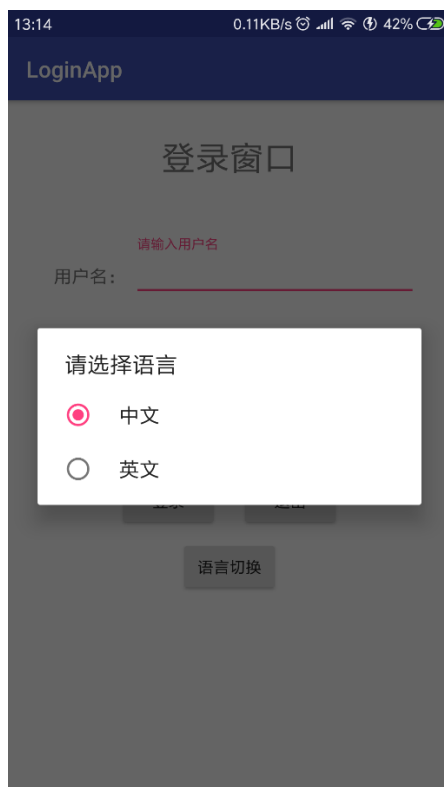 13:14 0.11KB/s 42%
LoginApp
登录窗口
请输入用户名
用户名：
请选择语言
中文
英文
语言切换